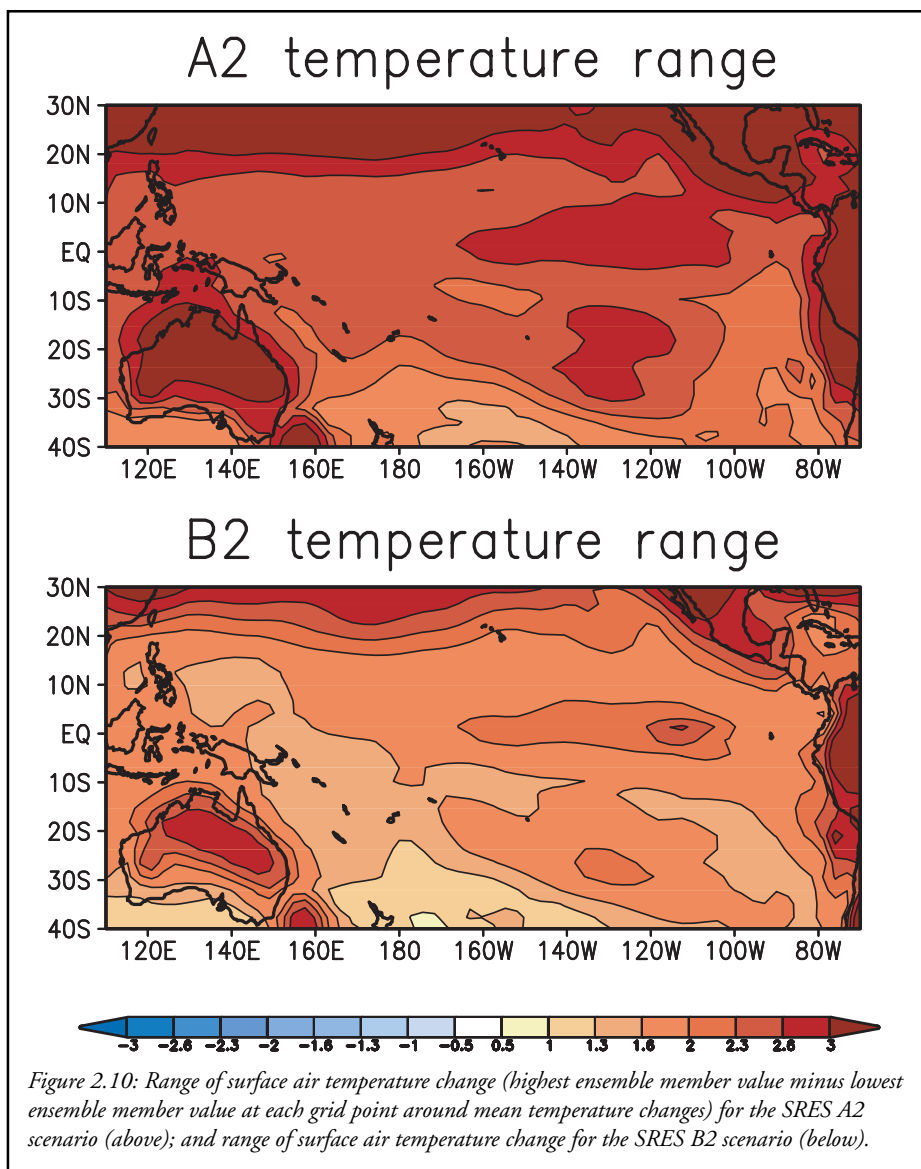 A2 temperature range
30N
20N
10N
EQ
10S
20S
30S
40S
120E 140E 160E 180 160W 140W 120W 100W 80W
B2 temperature range
30N
20N
10N
EQ
10S
20S
30S
40S
120E 140E 160E 180 160W 140W 120W 100W 80W
-3 -2.6 -2.3 -2 -1.6 -1.3 -1 -0.5 0.5 1 1.3 1.6 2 2.3 2.6 3
Figure 2.10: Range of surface air temperature change (highest ensemble member value minus lowest
ensemble member value at each grid point around mean temperature changes) for the SRES A2
scenario (above); and range of surface air temperature change for the SRES B2 scenario (below).